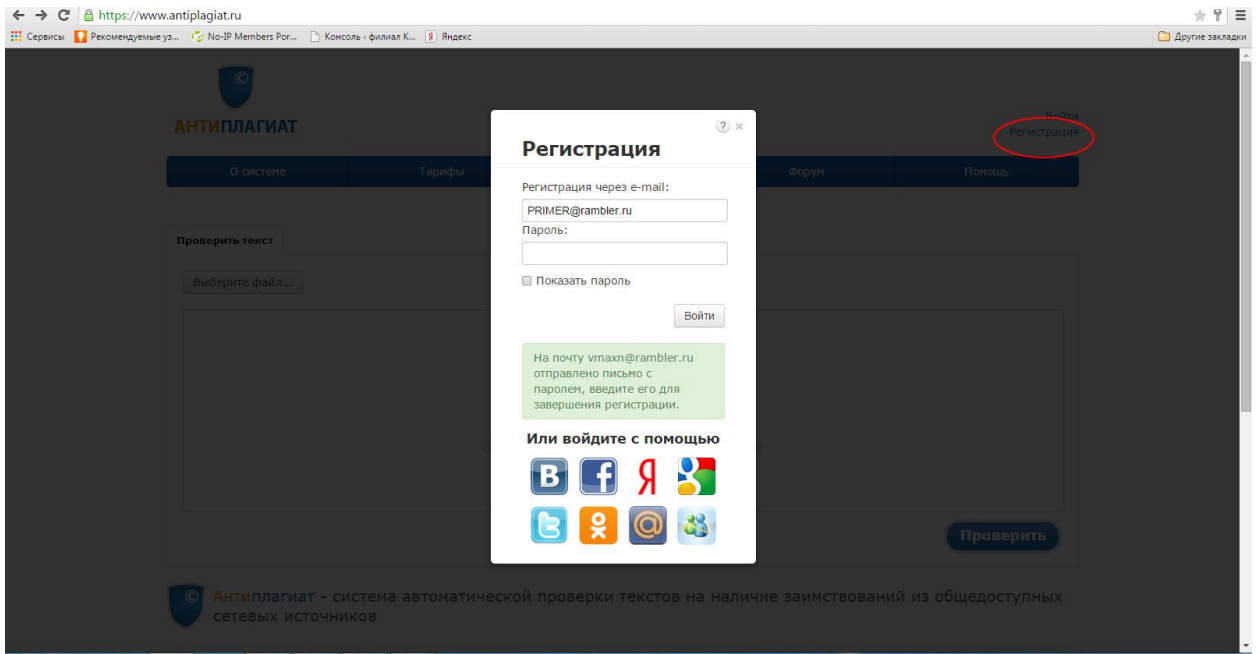 https://www.antiplagiat.ru
Сервисы Рекомендуемые уз... No-IP Members Por... Консоль ‹ филиал К... Яндекс Другие закладки
©
АНТИПЛАГИАТ
Войти
Регистрация
О системе Тарифы Форум Помощь
Проверить текст
Выберите файл...
? ×
Регистрация
Регистрация через e-mail:
PRIMER@rambler.ru
Пароль:
Показать пароль
Войти
На почту vmaxn@rambler.ru
отправлено письмо с
паролем, введите его для
завершения регистрации.
Или войдите с помощью
Проверить
© Антиплагиат - система автоматической проверки текстов на наличие заимствований из общедоступных
сетевых источников